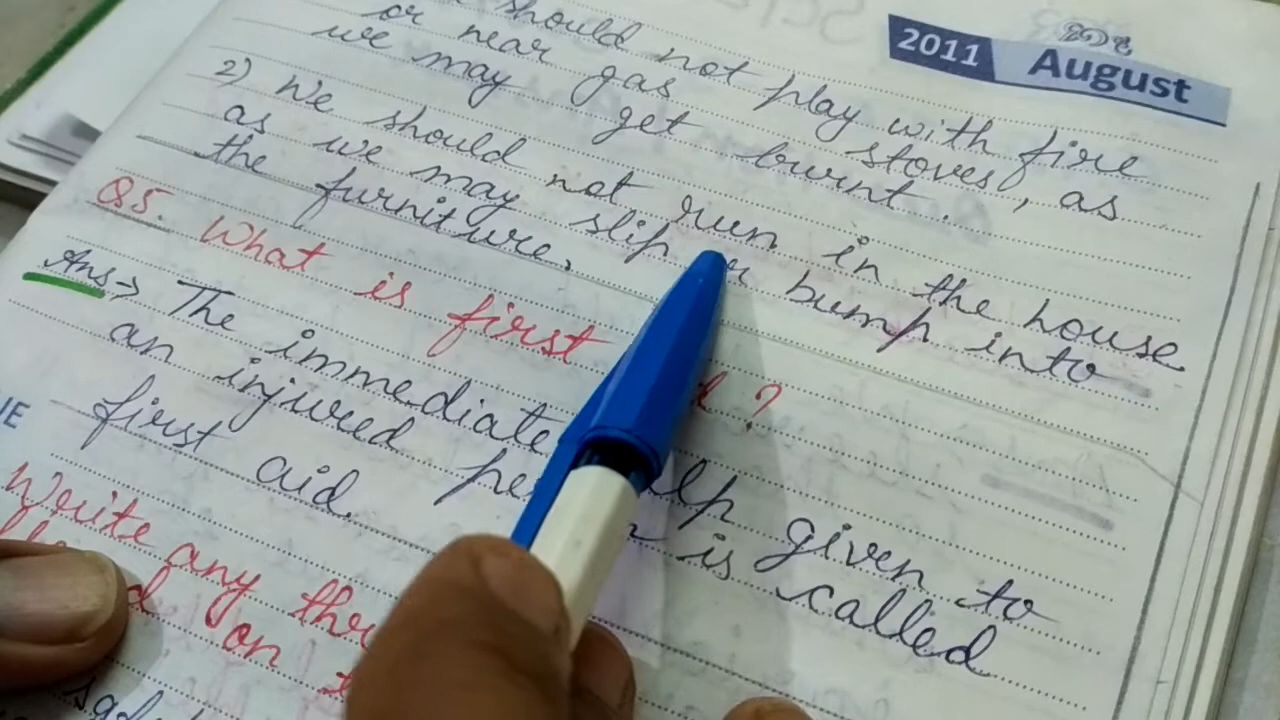 2011 August
should not play with fire
or near gas stoves, as
we may get burnt.
2) We should not run in the house
as we may slip or bump into
the furniture.
Q5. What is first ?
Ans→ The immediate help given to
an injured person is called
first aid.
Write any
on